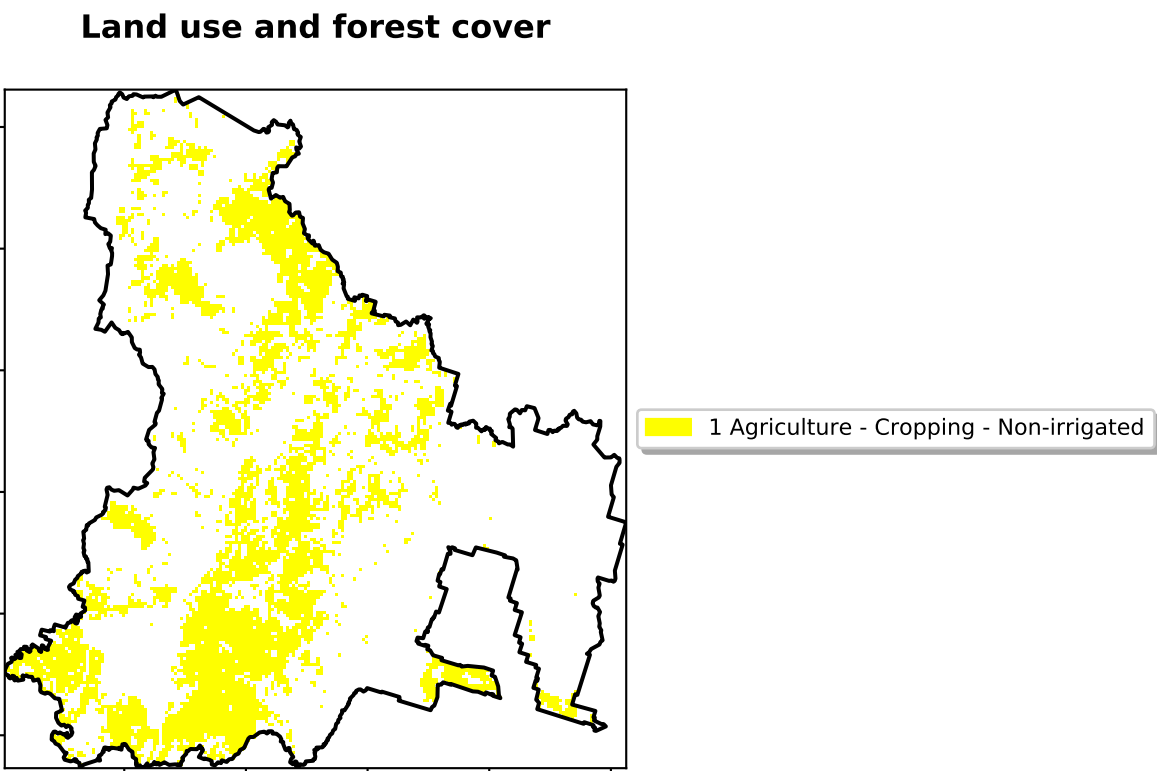 Land use and forest cover
1 Agriculture - Cropping - Non-irrigated